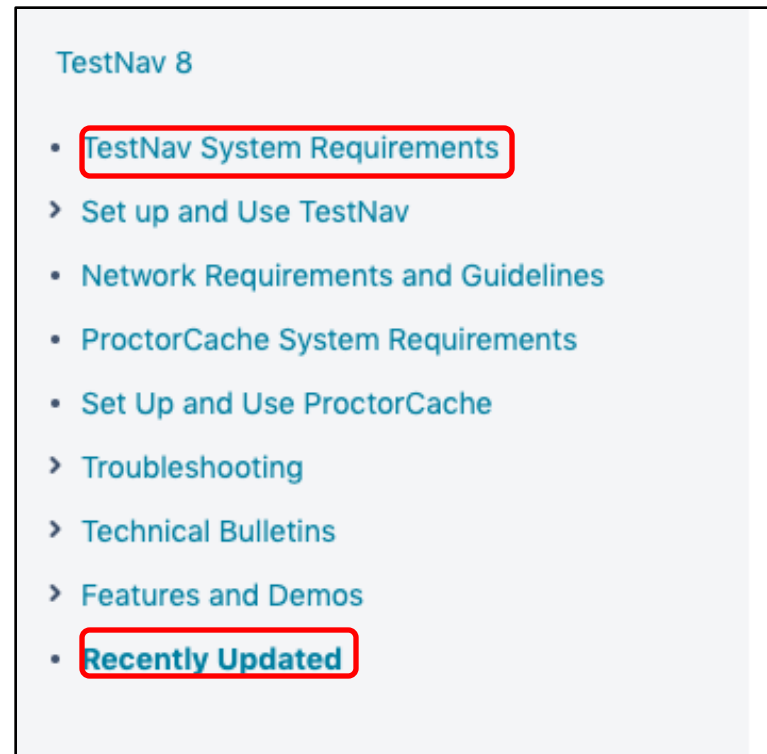 TestNav 8
TestNav System Requirements
Set up and Use TestNav
Network Requirements and Guidelines
ProctorCache System Requirements
Set Up and Use ProctorCache
Troubleshooting
Technical Bulletins
Features and Demos
Recently Updated